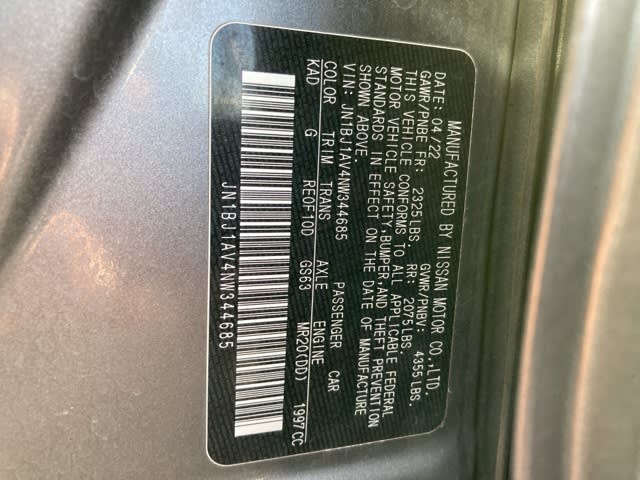 MANUFACTURED BY NISSAN MOTOR CO.,LTD.
DATE: 04/22 GVWR/PNBV: 4355LBS.
GAWR/PNBE FR: 2325LBS. RR: 2075LBS.
THIS VEHICLE CONFORMS TO ALL APPLICABLE FEDERAL
MOTOR VEHICLE SAFETY,BUMPER,AND THEFT PREVENTION
STANDARDS IN EFFECT ON THE DATE OF MANUFACTURE
SHOWN ABOVE.
VIN: JN1BJ1AV4NW344685 PASSENGER CAR
COLOR TRIM TRANS AXLE ENGINE
KAD G RE0F10D GS63 MR20(DD) 1997CC
JN1BJ1AV4NW344685